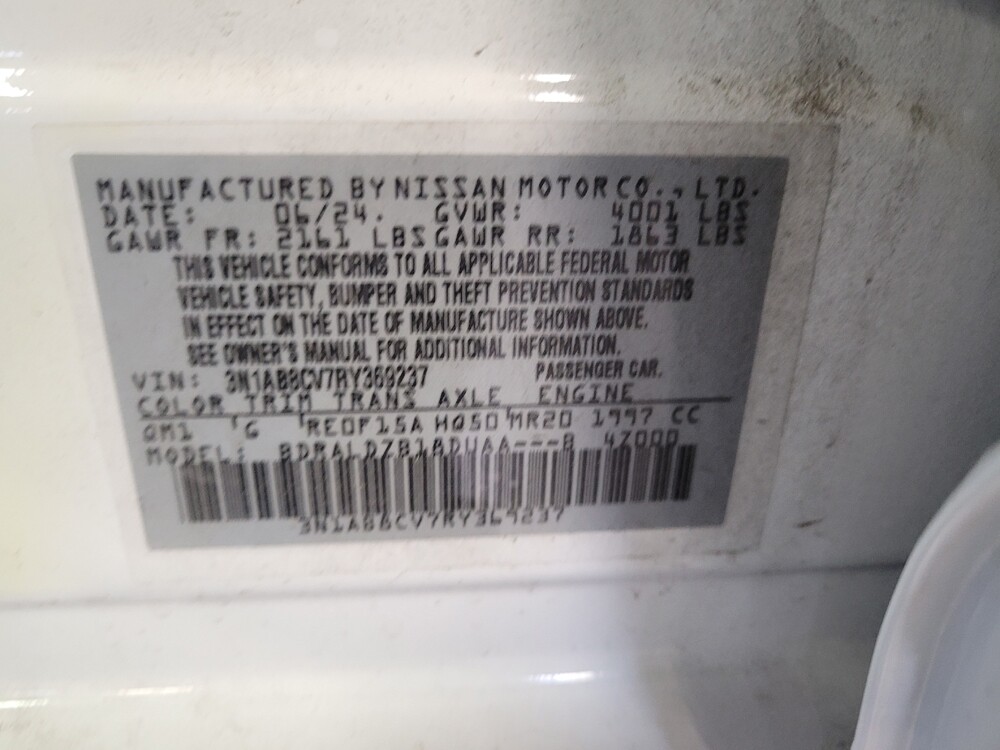 MANUFACTURED BY NISSAN MOTOR CO., LTD.
DATE: 06/24. GVWR: 4001 LBS
GAWR FR: 2161 LBS GAWR RR: 1863 LBS
THIS VEHICLE CONFORMS TO ALL APPLICABLE FEDERAL MOTOR
VEHICLE SAFETY, BUMPER AND THEFT PREVENTION STANDARDS
IN EFFECT ON THE DATE OF MANUFACTURE SHOWN ABOVE.
SEE OWNER'S MANUAL FOR ADDITIONAL INFORMATION.
VIN: 3N1AB8CV7RY369237 PASSENGER CAR.
COLOR TRIM TRANS AXLE ENGINE
QM1 G RE0F15A HQ50 MR20 1997 CC
MODEL: 4Z000
3N1AB8CV7RY369237